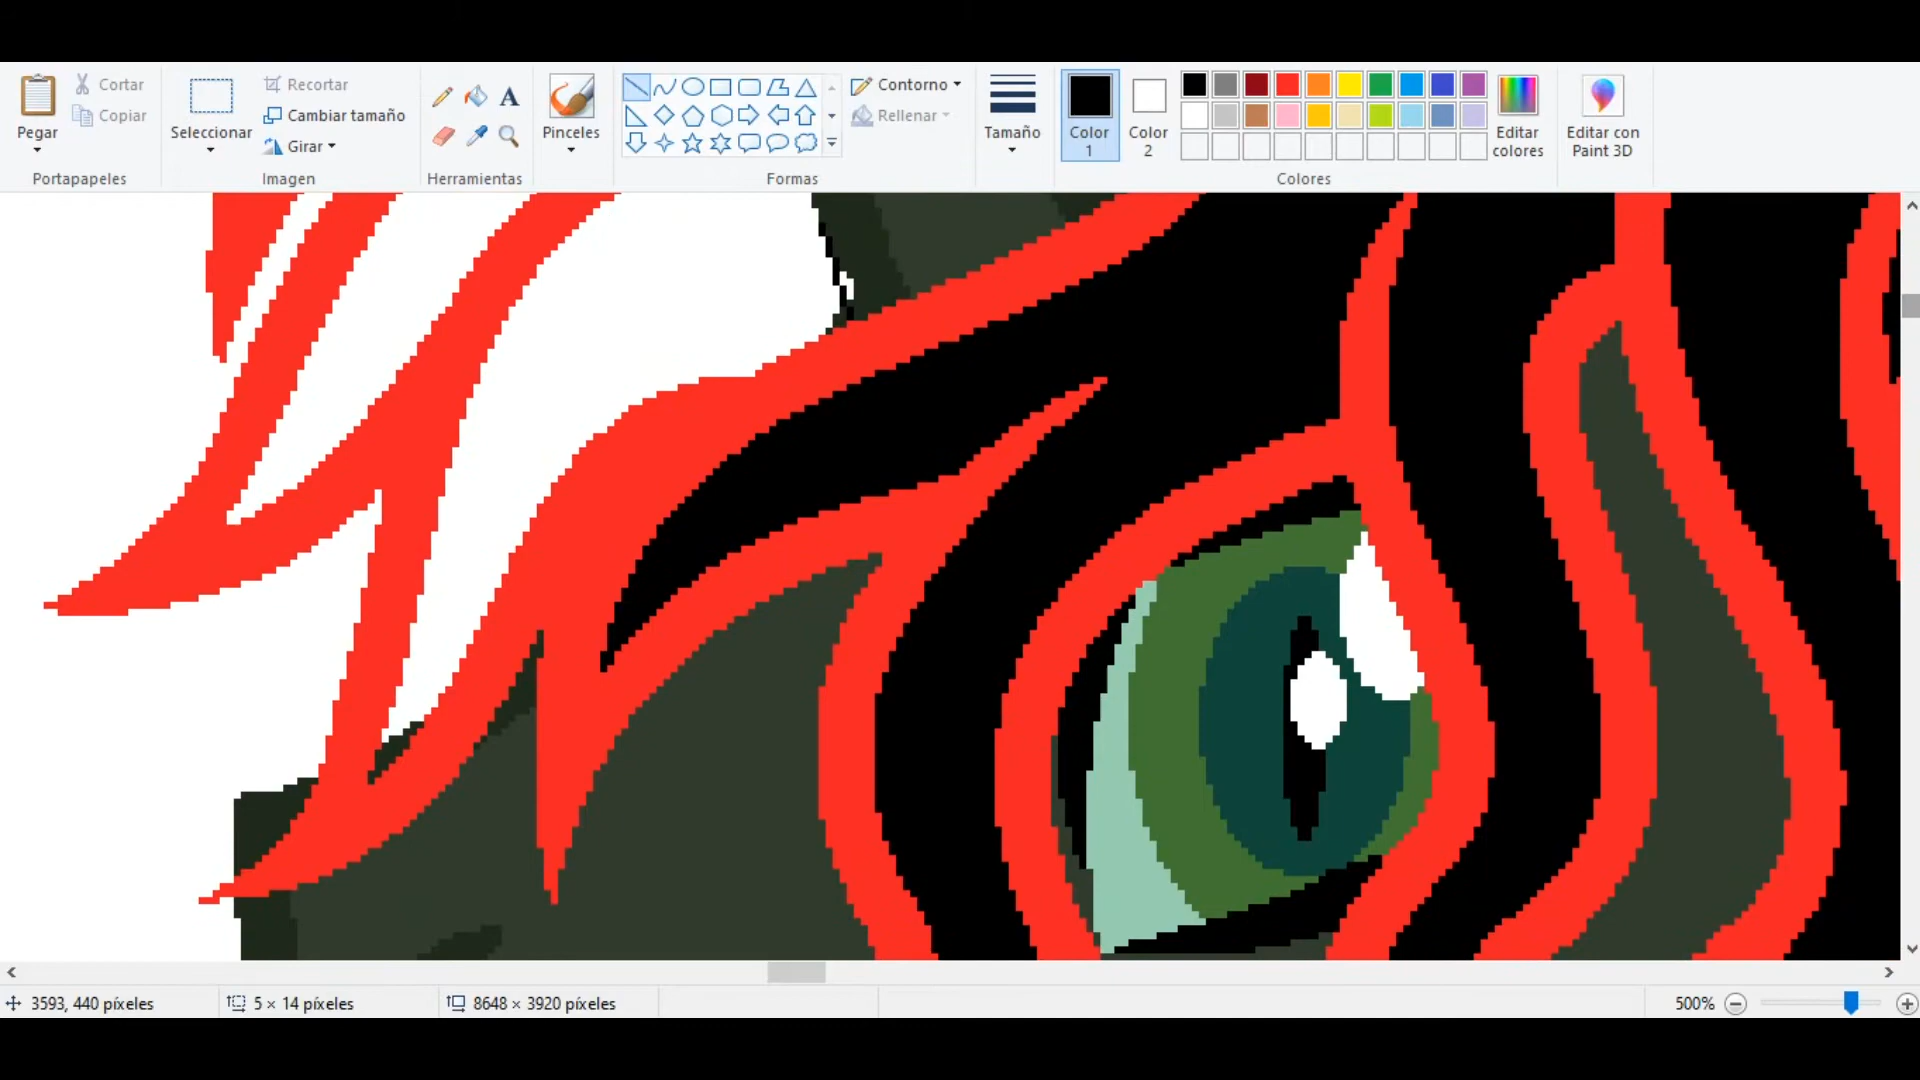 Pegar
Cortar
Copiar
Portapapeles
Seleccionar
Recortar
Cambiar tamaño
Girar
Imagen
A
Herramientas
Pinceles
Contorno
Rellenar
Formas
Tamaño
Color
1
Color
2
Editar
colores
Colores
Editar con
Paint 3D
3593, 440 píxeles
5 × 14 píxeles
8648 × 3920 píxeles
500%